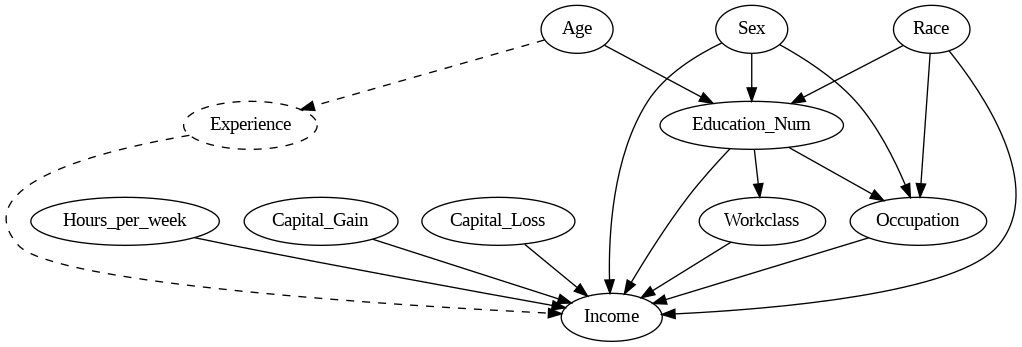 Age
Sex
Race
Experience
Education_Num
Hours_per_week
Capital_Gain
Capital_Loss
Workclass
Occupation
Income